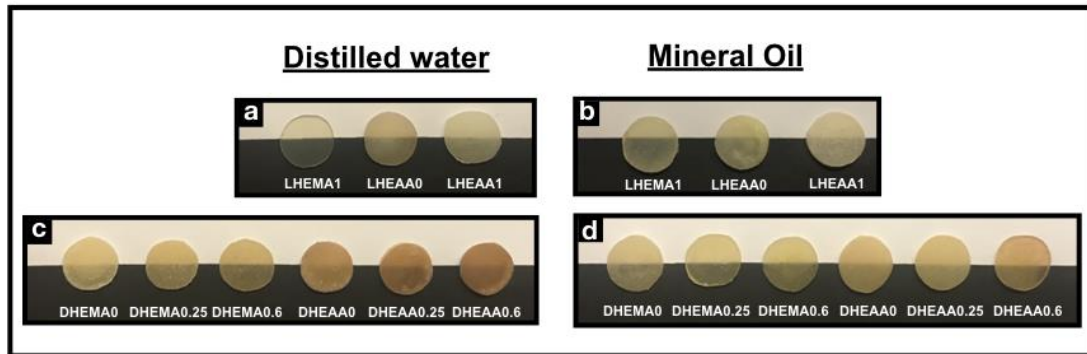 Distilled water
Mineral Oil
a
LHEMA1 LHEAA0 LHEAA1
b
LHEMA1 LHEAA0 LHEAA1
c
DHEMA0 DHEMA0.25 DHEMA0.6 DHEAA0 DHEAA0.25 DHEAA0.6
d
DHEMA0 DHEMA0.25 DHEMA0.6 DHEAA0 DHEAA0.25 DHEAA0.6